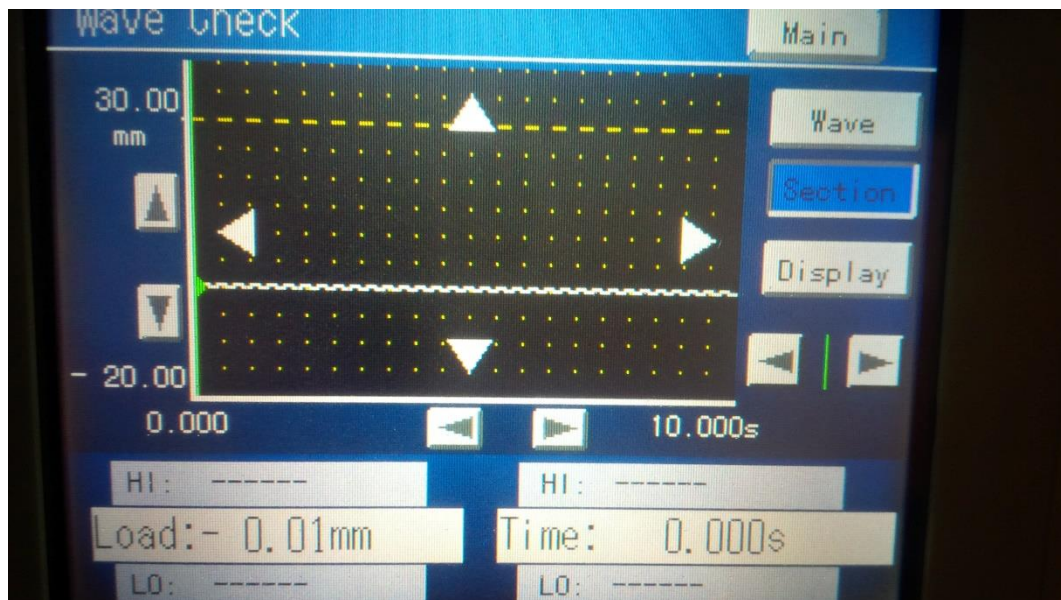 Wave Check
Main
30.00
mm
Wave
Section
Display
- 20.00
0.000
10.000s
HI: ------
HI: ------
Load:- 0.01mm
Time: 0.000s
LO: ------
LO: ------